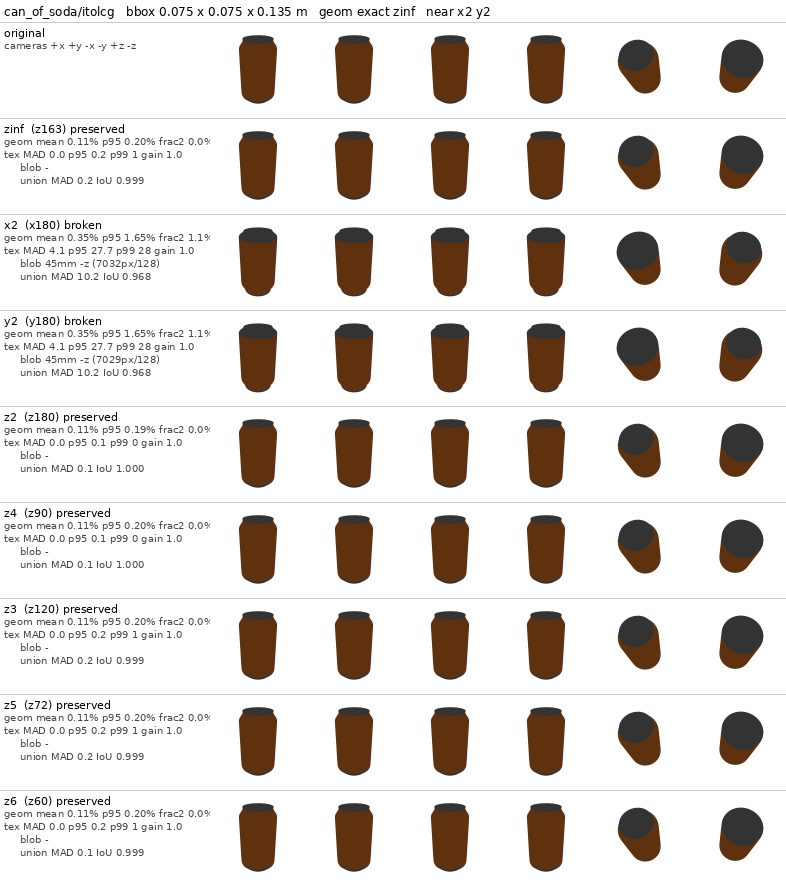 can_of_soda/itolcg   bbox 0.075 x 0.075 x 0.135 m   geom exact zinf   near x2 y2
original
cameras +x +y -x -y +z -z
zinf  (z163) preserved
geom mean 0.11% p95 0.20% frac2 0.0%
tex MAD 0.0 p95 0.2 p99 1 gain 1.0
blob -
union MAD 0.2 IoU 0.999
x2  (x180) broken
geom mean 0.35% p95 1.65% frac2 1.1%
tex MAD 4.1 p95 27.7 p99 28 gain 1.0
blob 45mm -z (7032px/128)
union MAD 10.2 IoU 0.968
y2  (y180) broken
geom mean 0.35% p95 1.65% frac2 1.1%
tex MAD 4.1 p95 27.7 p99 28 gain 1.0
blob 45mm -z (7029px/128)
union MAD 10.2 IoU 0.968
z2  (z180) preserved
geom mean 0.11% p95 0.19% frac2 0.0%
tex MAD 0.0 p95 0.1 p99 0 gain 1.0
blob -
union MAD 0.1 IoU 1.000
z4  (z90) preserved
geom mean 0.11% p95 0.20% frac2 0.0%
tex MAD 0.0 p95 0.1 p99 0 gain 1.0
blob -
union MAD 0.1 IoU 1.000
z3  (z120) preserved
geom mean 0.11% p95 0.20% frac2 0.0%
tex MAD 0.0 p95 0.2 p99 1 gain 1.0
blob -
union MAD 0.2 IoU 0.999
z5  (z72) preserved
geom mean 0.11% p95 0.20% frac2 0.0%
tex MAD 0.0 p95 0.2 p99 1 gain 1.0
blob -
union MAD 0.2 IoU 0.999
z6  (z60) preserved
geom mean 0.11% p95 0.20% frac2 0.0%
tex MAD 0.0 p95 0.2 p99 1 gain 1.0
blob -
union MAD 0.1 IoU 0.999